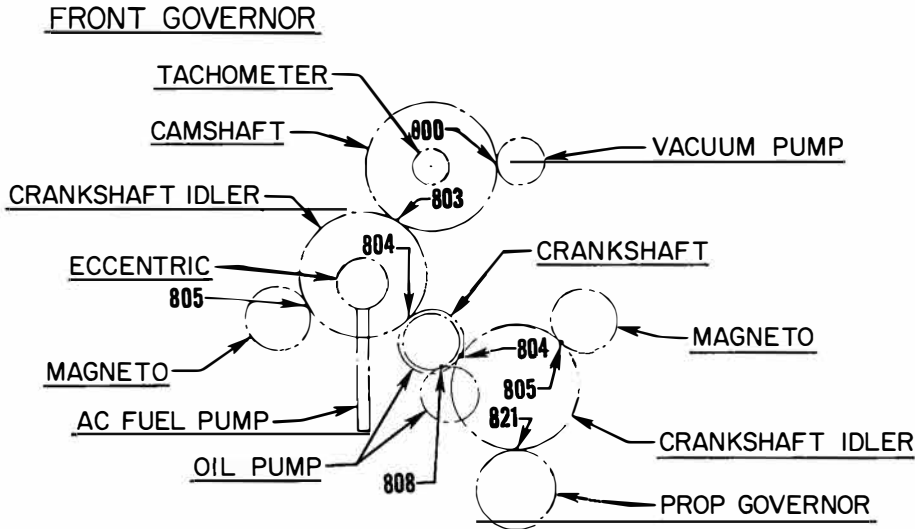 FRONT GOVERNOR
TACHOMETER
CAMSHAFT
800
VACUUM PUMP
CRANKSHAFT IDLER
803
804
CRANKSHAFT
ECCENTRIC
805
MAGNETO
804
MAGNETO
805
AC FUEL PUMP
821
CRANKSHAFT IDLER
OIL PUMP
808
PROP GOVERNOR